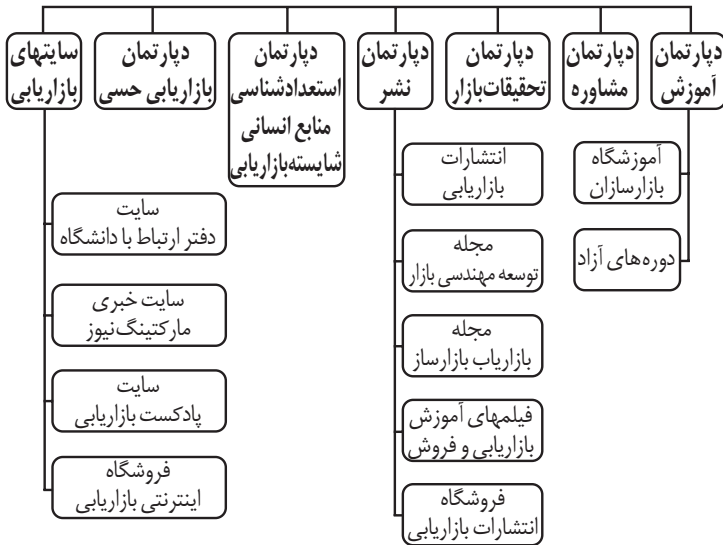 دپارتمان
آموزش
دپارتمان
مشاوره
دپارتمان
تحقیقات‌بازار
دپارتمان
نشر
دپارتمان
استعدادشناسی
منابع انسانی
شایسته‌بازاریابی
دپارتمان
بازاریابی حسی
سایتهای
بازاریابی
آموزشگاه
بازارسازان
دوره‌های آزاد
انتشارات
بازاریابی
مجله
توسعه مهندسی بازار
مجله
بازاریاب بازارساز
فیلمهای آموزش
بازاریابی و فروش
فروشگاه
انتشارات بازاریابی
سایت
دفتر ارتباط با دانشگاه
سایت خبری
مارکتینگ‌نیوز
سایت
پادکست بازاریابی
فروشگاه
اینترنتی بازاریابی